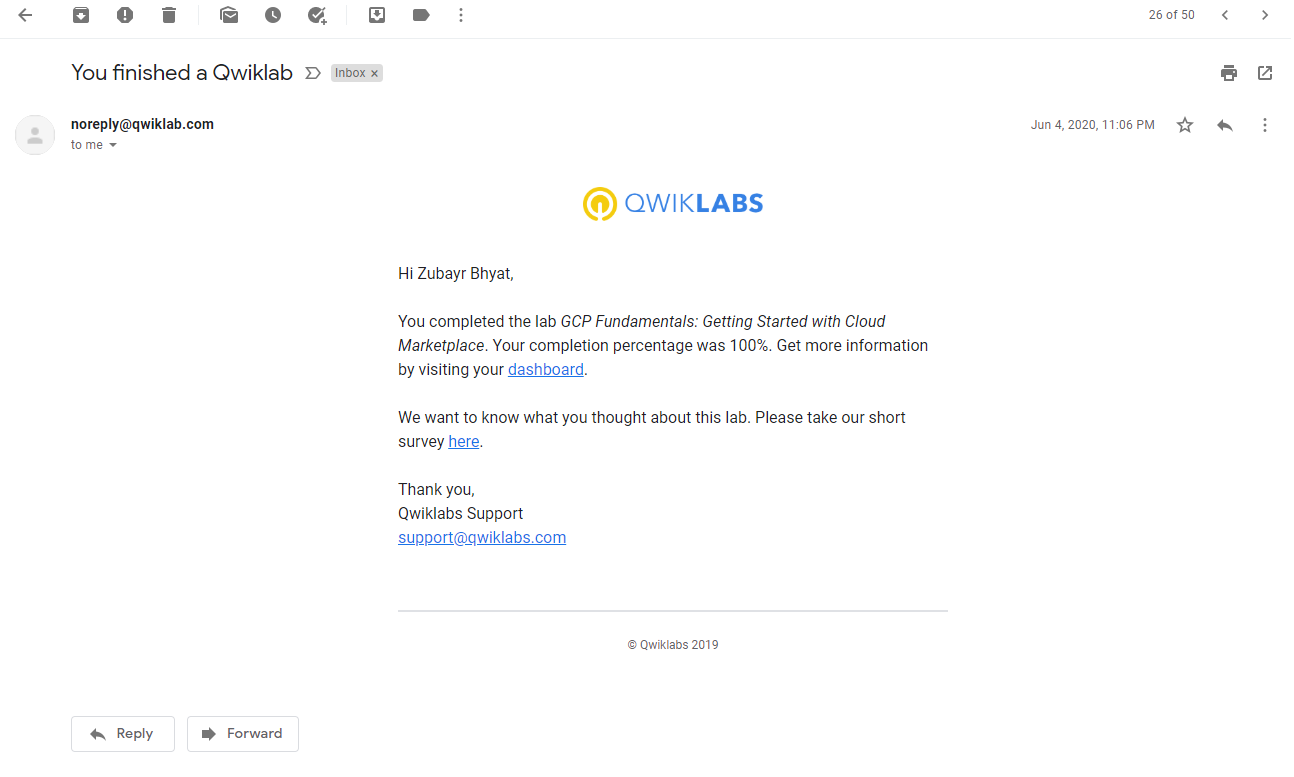 26 of 50
You finished a Qwiklab
Inbox ×
noreply@qwiklab.com
Jun 4, 2020, 11:06 PM
to me
QWIKLABS
Hi Zubayr Bhyat,
You completed the lab GCP Fundamentals: Getting Started with Cloud
Marketplace. Your completion percentage was 100%. Get more information
by visiting your dashboard.
We want to know what you thought about this lab. Please take our short
survey here.
Thank you,
Qwiklabs Support
support@qwiklabs.com
© Qwiklabs 2019
Reply
Forward